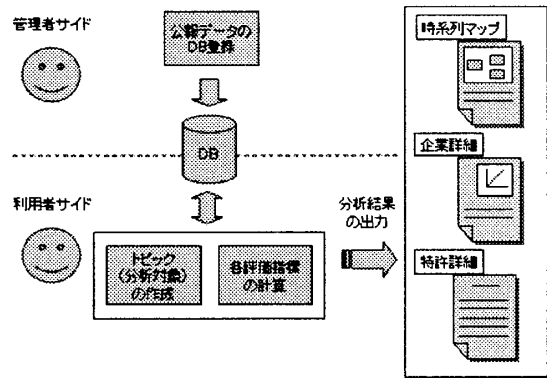 管理者サイド
公報データの
DB登録
時系列マップ
DB
企業詳細
利用者サイド
分析結果
の出力
トピック
(分析対象)
の作成
各評価指標
の計算
特許詳細